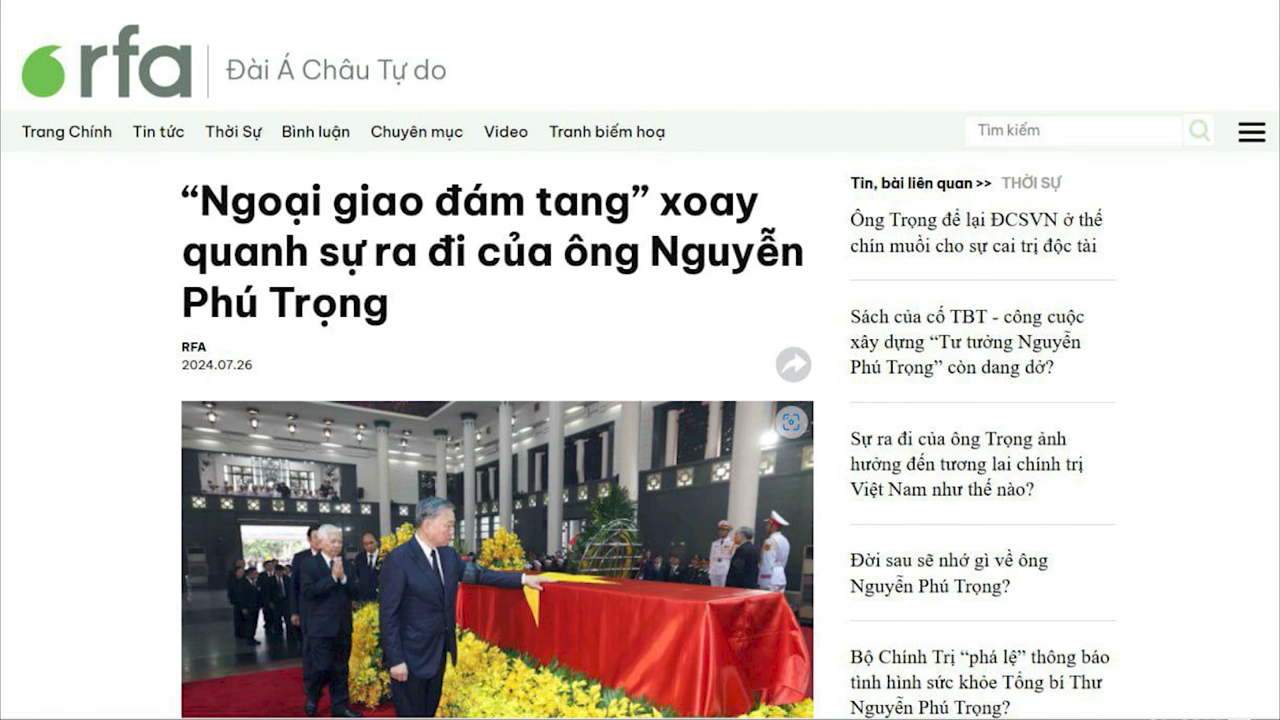 rfa
Đài Á Châu Tự do
Trang Chính Tin tức Thời Sự Bình luận Chuyên mục Video Tranh biếm hoạ
Tìm kiếm
“Ngoại giao đám tang” xoay
quanh sự ra đi của ông Nguyễn
Phú Trọng
RFA
2024.07.26
Tin, bài liên quan >> THỜI SỰ
Ông Trọng để lại ĐCSVN ở thế
chín muồi cho sự cai trị độc tài
Sách của cố TBT - công cuộc
xây dựng “Tư tưởng Nguyễn
Phú Trọng” còn dang dở?
Sự ra đi của ông Trọng ảnh
hưởng đến tương lai chính trị
Việt Nam như thế nào?
Đời sau sẽ nhớ gì về ông
Nguyễn Phú Trọng?
Bộ Chính Trị “phá lệ” thông báo
tình hình sức khỏe Tổng bí Thư
Nguyễn Phú Trọng?